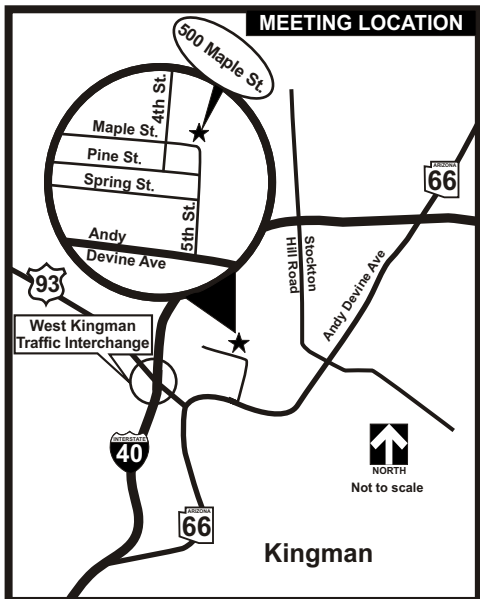 MEETING LOCATION
500 Maple St.
4th St.
Maple St.
Pine St.
Spring St.
5th St.
Andy
Devine Ave
ARIZONA
66
93
Stockton
Hill Road
Andy Devine Ave
West Kingman
Traffic Interchange
INTERSTATE
40
NORTH
Not to scale
ARIZONA
66
Kingman